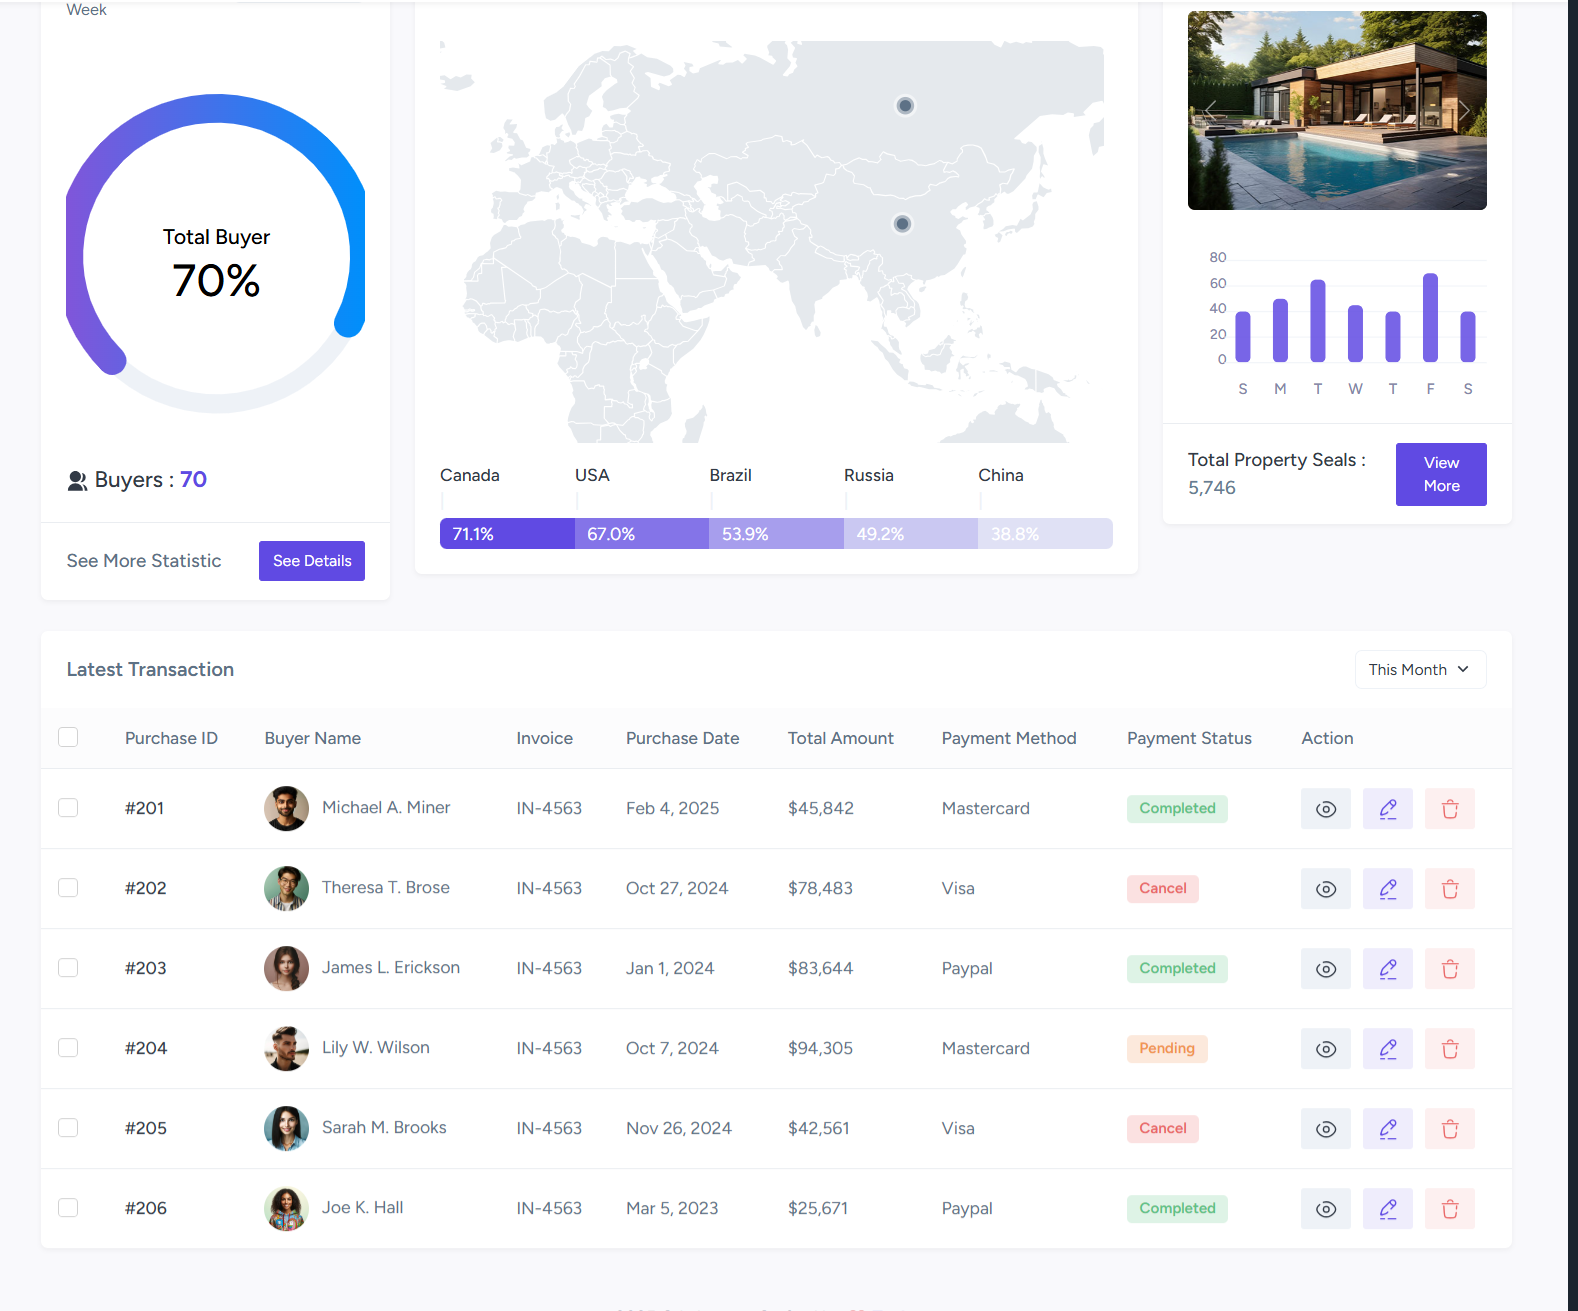 Week
Total Buyer
70%
Buyers : 70
See More Statistic
See Details
Canada
USA
Brazil
Russia
China
71.1%
67.0%
53.9%
49.2%
38.8%
80
60
40
20
0
S M T W T F S
Total Property Seals :
5,746
View
More
Latest Transaction
This Month
Purchase ID Buyer Name Invoice Purchase Date Total Amount Payment Method Payment Status Action
#201 Michael A. Miner IN-4563 Feb 4, 2025 $45,842 Mastercard Completed
#202 Theresa T. Brose IN-4563 Oct 27, 2024 $78,483 Visa Cancel
#203 James L. Erickson IN-4563 Jan 1, 2024 $83,644 Paypal Completed
#204 Lily W. Wilson IN-4563 Oct 7, 2024 $94,305 Mastercard Pending
#205 Sarah M. Brooks IN-4563 Nov 26, 2024 $42,561 Visa Cancel
#206 Joe K. Hall IN-4563 Mar 5, 2023 $25,671 Paypal Completed